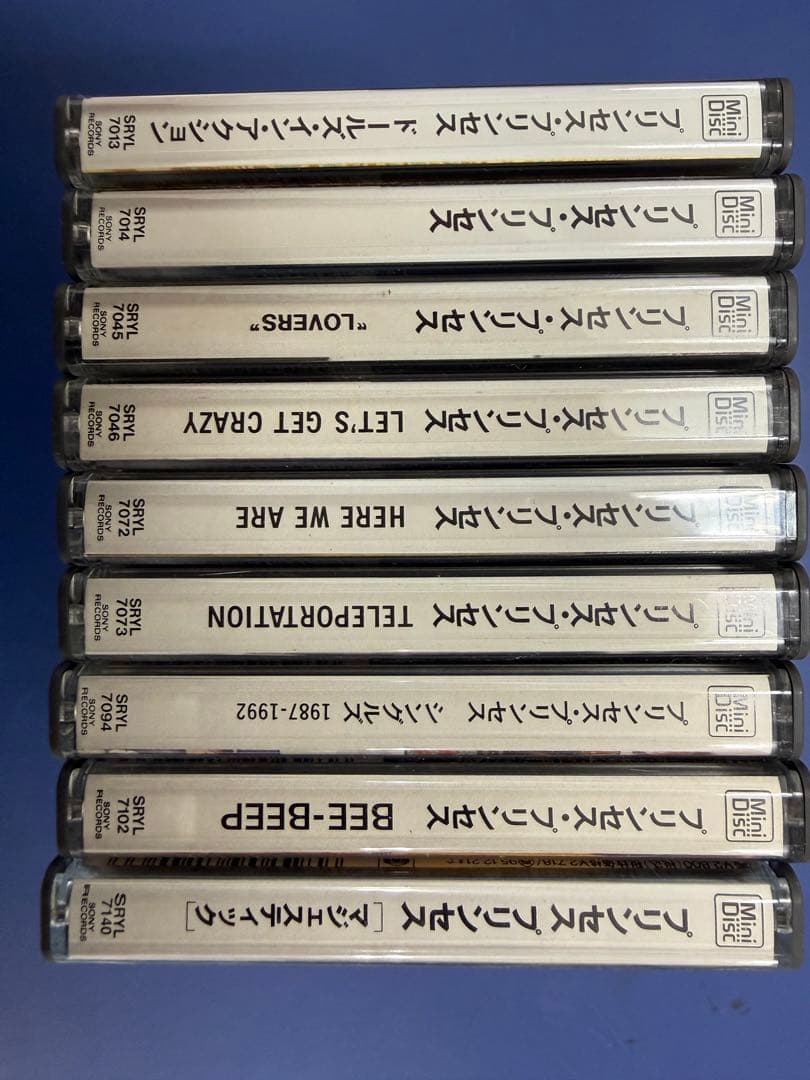 Mini Disc プリンセス・プリンセス ドールズ・イン・アクション SRYL 7013 SONY RECORDS
Mini Disc プリンセス・プリンセス SRYL 7014 SONY RECORDS
Mini Disc プリンセス・プリンセス "LOVERS" SRYL 7045 SONY RECORDS
Mini Disc プリンセス・プリンセス LET'S GET CRAZY SRYL 7046 SONY RECORDS
Mini Disc プリンセス・プリンセス HERE WE ARE SRYL 7072 SONY RECORDS
Mini Disc プリンセス・プリンセス TELEPORTATION SRYL 7073 SONY RECORDS
Mini Disc プリンセス・プリンセス シングルズ 1987-1992 SRYL 7094 SONY RECORDS
Mini Disc プリンセス・プリンセス BEE-BEEP SRYL 7102 SONY RECORDS
Mini Disc プリンセス プリンセス [マジェスティック] SRYL 7140 SONY RECORDS